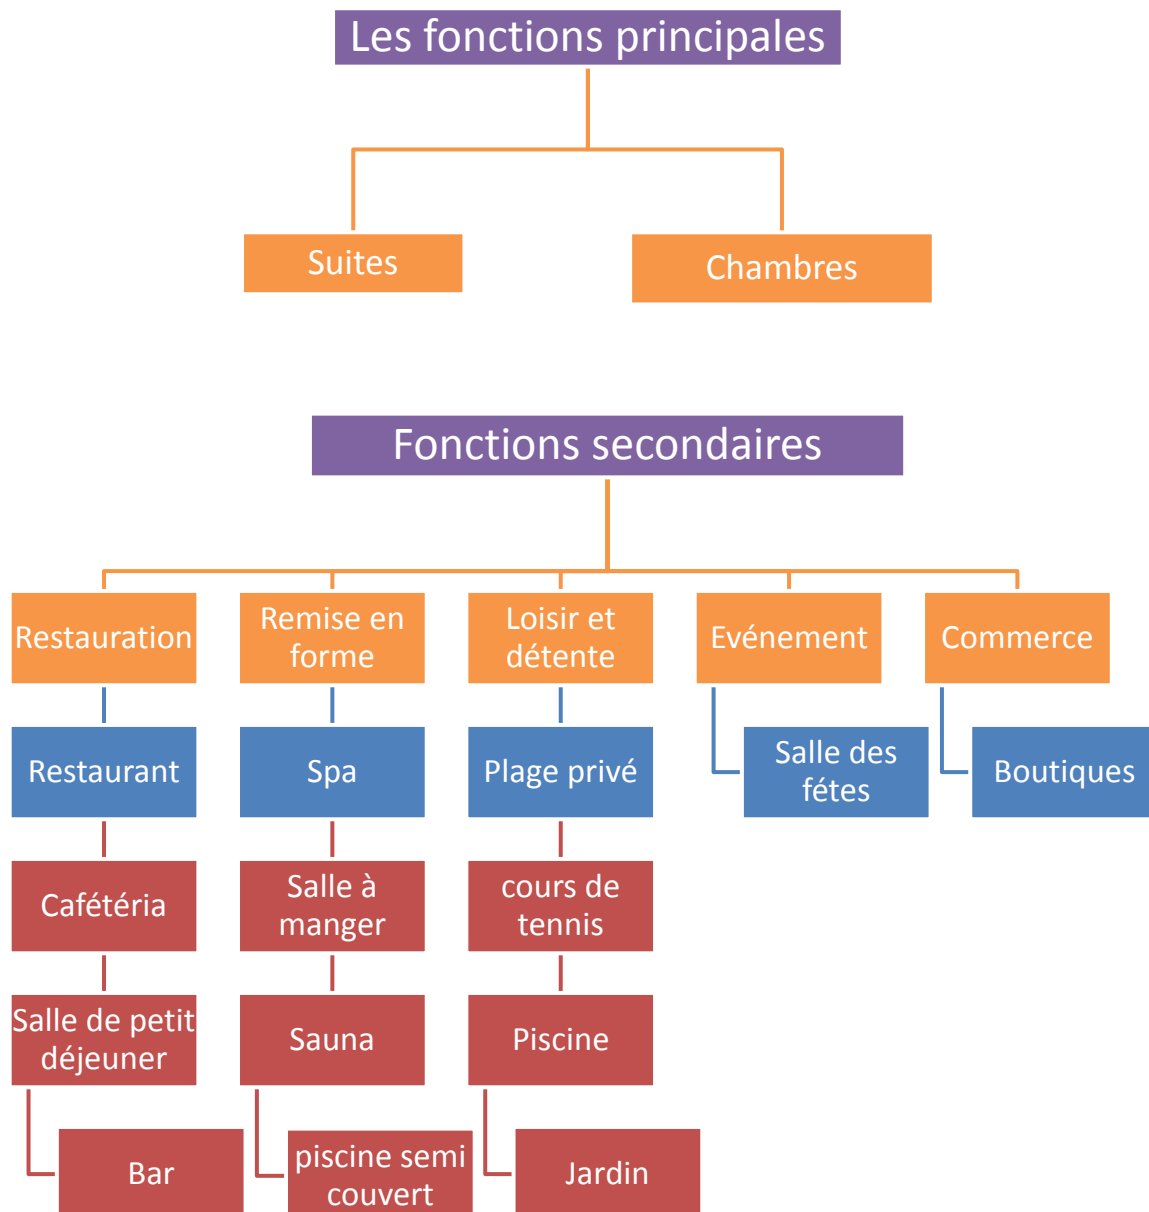 Les fonctions principales
Suites
Chambres
Fonctions secondaires
Restauration
Remise en
forme
Loisir et
détente
Evénement
Commerce
Restaurant
Spa
Plage privé
Salle des
fétes
Boutiques
Cafétéria
Salle à
manger
cours de
tennis
Salle de petit
déjeuner
Sauna
Piscine
Bar
piscine semi
couvert
Jardin